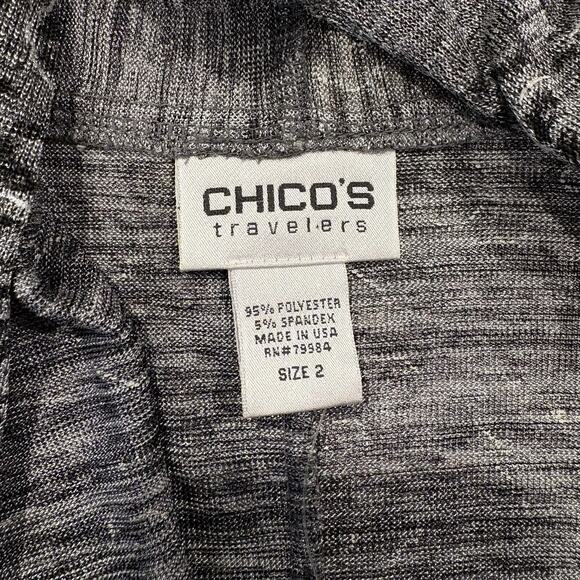 CHICO'S
travelers
95% POLYESTER
5% SPANDEX
MADE IN USA
RN#79984
SIZE 2